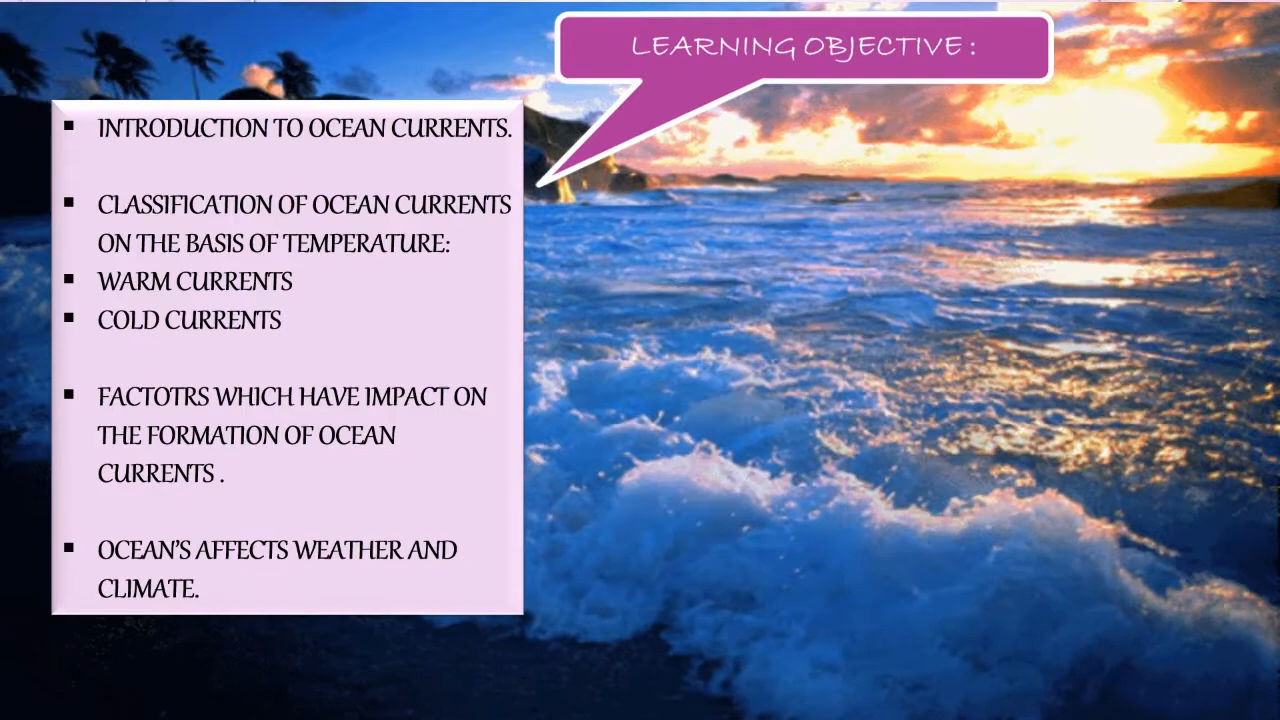 LEARNING OBJECTIVE :
▪ INTRODUCTION TO OCEAN CURRENTS.
▪ CLASSIFICATION OF OCEAN CURRENTS
ON THE BASIS OF TEMPERATURE:
▪ WARM CURRENTS
▪ COLD CURRENTS
▪ FACTOTRS WHICH HAVE IMPACT ON
THE FORMATION OF OCEAN
CURRENTS .
▪ OCEAN’S AFFECTS WEATHER AND
CLIMATE.